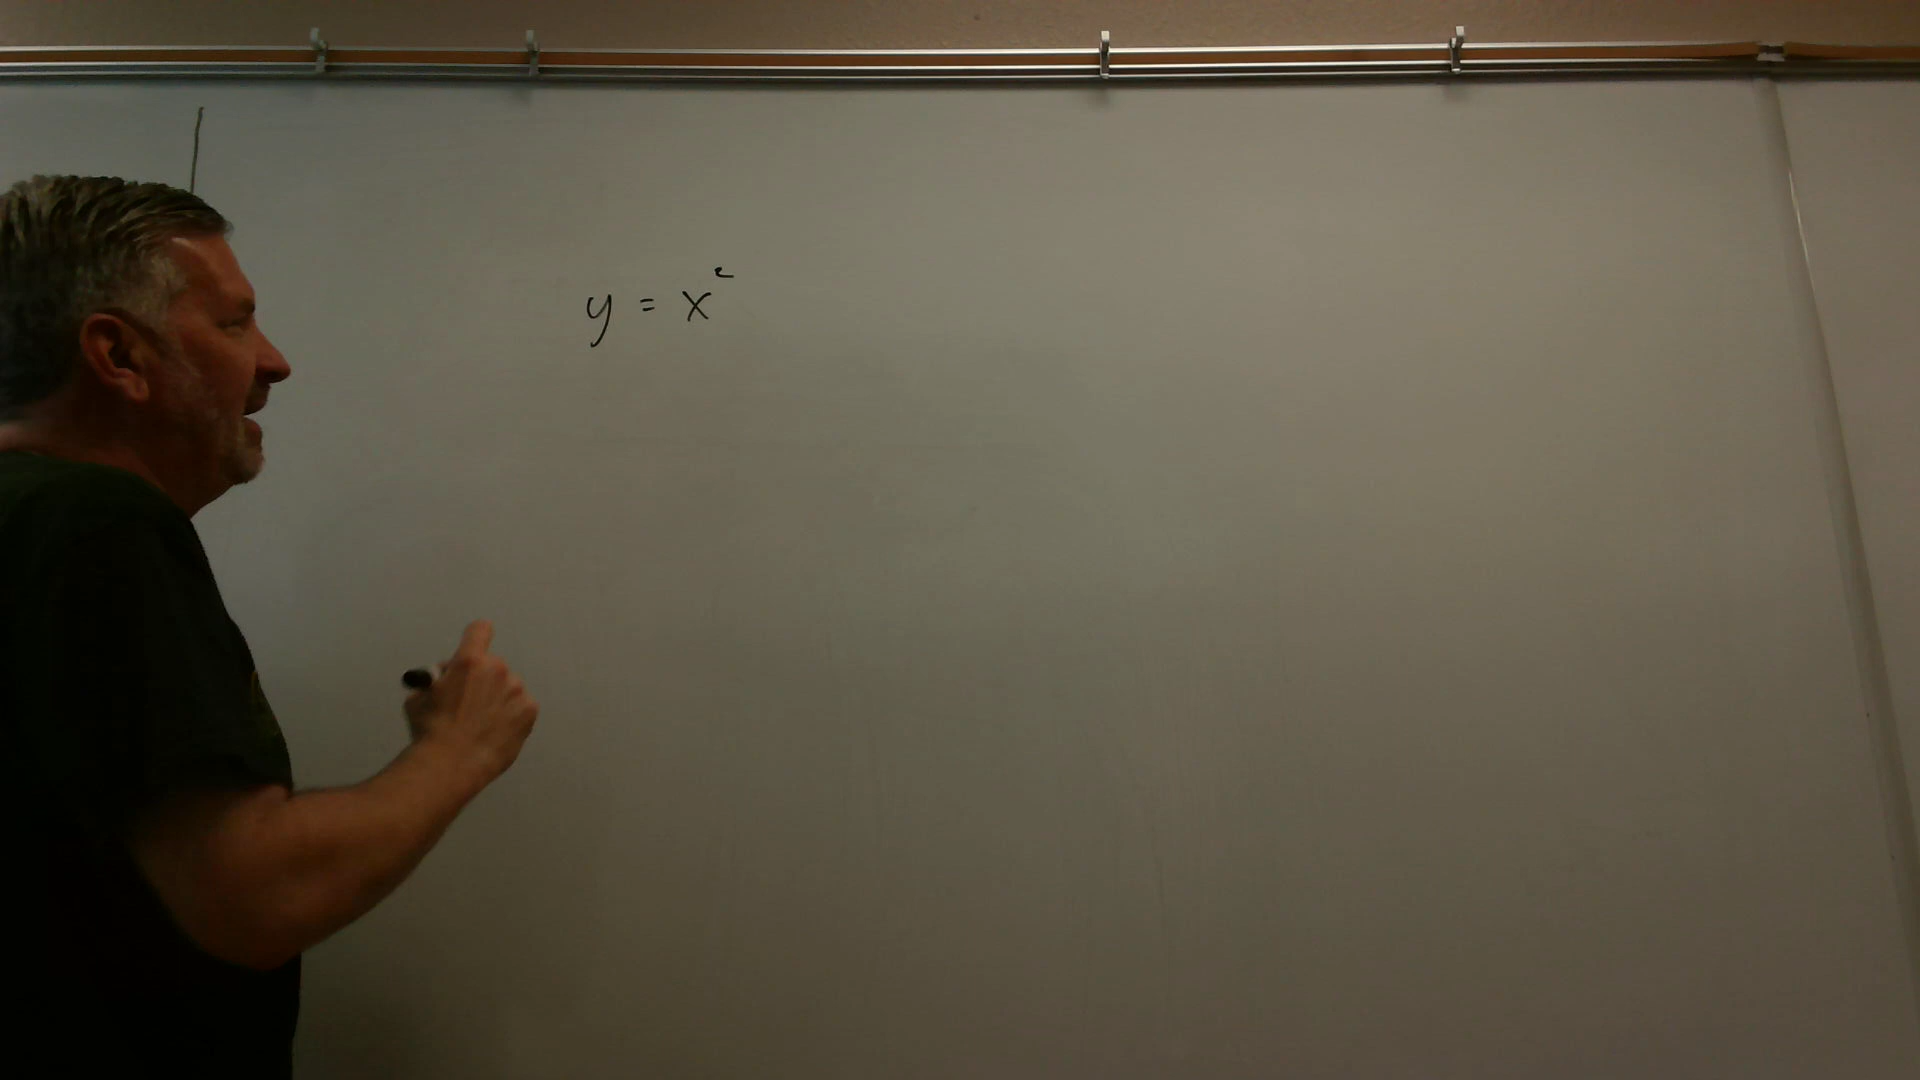 y = x²